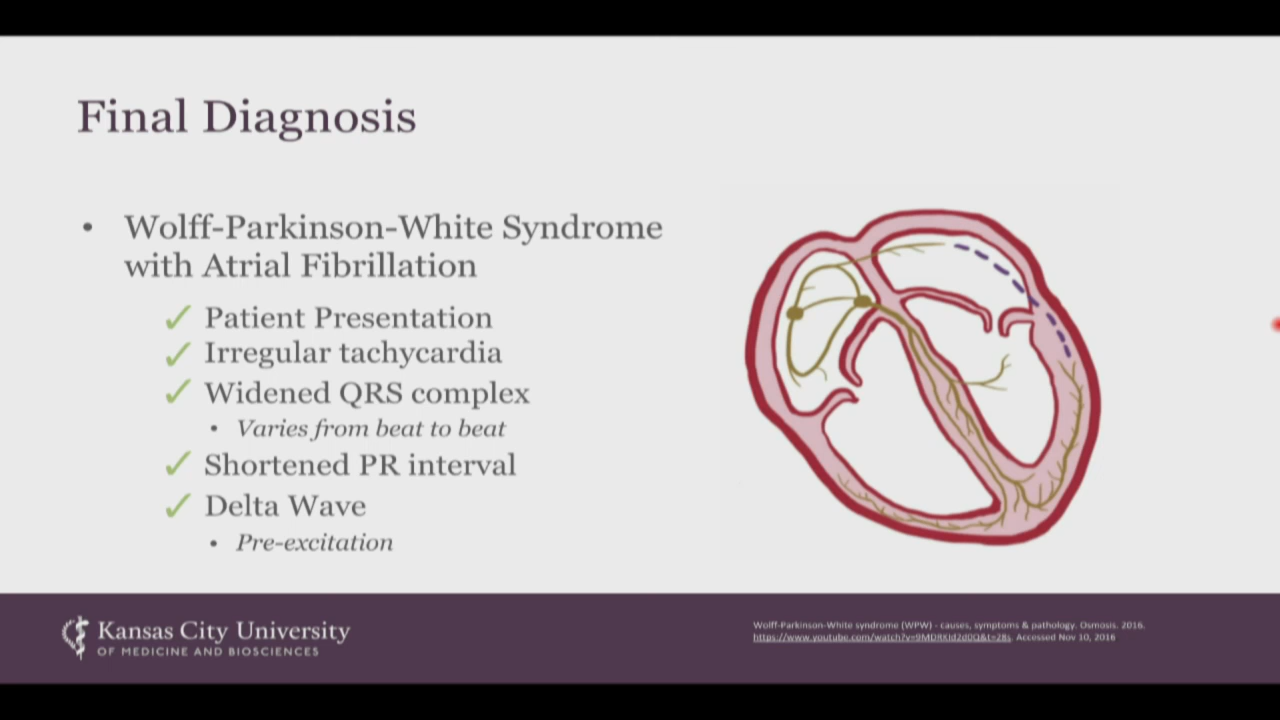 Final Diagnosis
• Wolff-Parkinson-White Syndrome
with Atrial Fibrillation
✓ Patient Presentation
✓ Irregular tachycardia
✓ Widened QRS complex
• Varies from beat to beat
✓ Shortened PR interval
✓ Delta Wave
• Pre-excitation
Kansas City University
OF MEDICINE AND BIOSCIENCES
Wolff-Parkinson-White syndrome (WPW) - causes, symptoms & pathology. Osmosis. 2016.
Accessed Nov 10, 2016